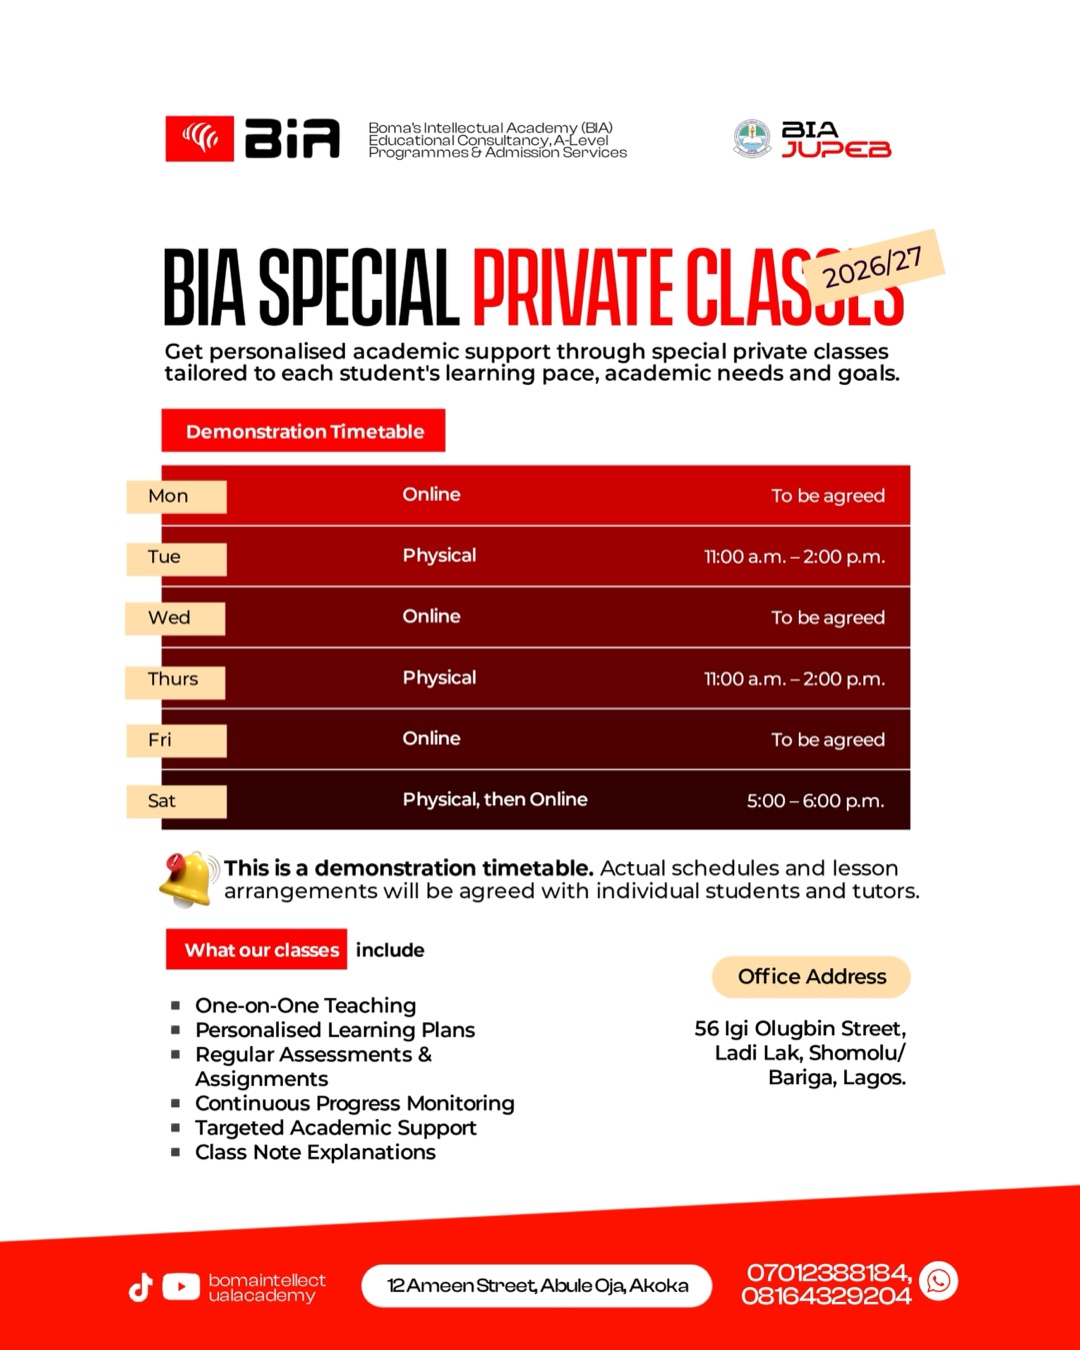 BiA
Boma's Intellectual Academy (BIA)
Educational Consultancy, A-Level
Programmes & Admission Services
BIA
JUPEB
BIA SPECIAL PRIVATE CLASSES
2026/27
Get personalised academic support through special private classes
tailored to each student's learning pace, academic needs and goals.
Demonstration Timetable
Mon Online To be agreed
Tue Physical 11:00 a.m. – 2:00 p.m.
Wed Online To be agreed
Thurs Physical 11:00 a.m. – 2:00 p.m.
Fri Online To be agreed
Sat Physical, then Online 5:00 – 6:00 p.m.
This is a demonstration timetable. Actual schedules and lesson
arrangements will be agreed with individual students and tutors.
What our classes include
▪ One-on-One Teaching
▪ Personalised Learning Plans
▪ Regular Assessments &
Assignments
▪ Continuous Progress Monitoring
▪ Targeted Academic Support
▪ Class Note Explanations
Office Address
56 Igi Olugbin Street,
Ladi Lak, Shomolu/
Bariga, Lagos.
bomaintellect
ualacademy
12 Ameen Street, Abule Oja, Akoka
07012388184,
08164329204